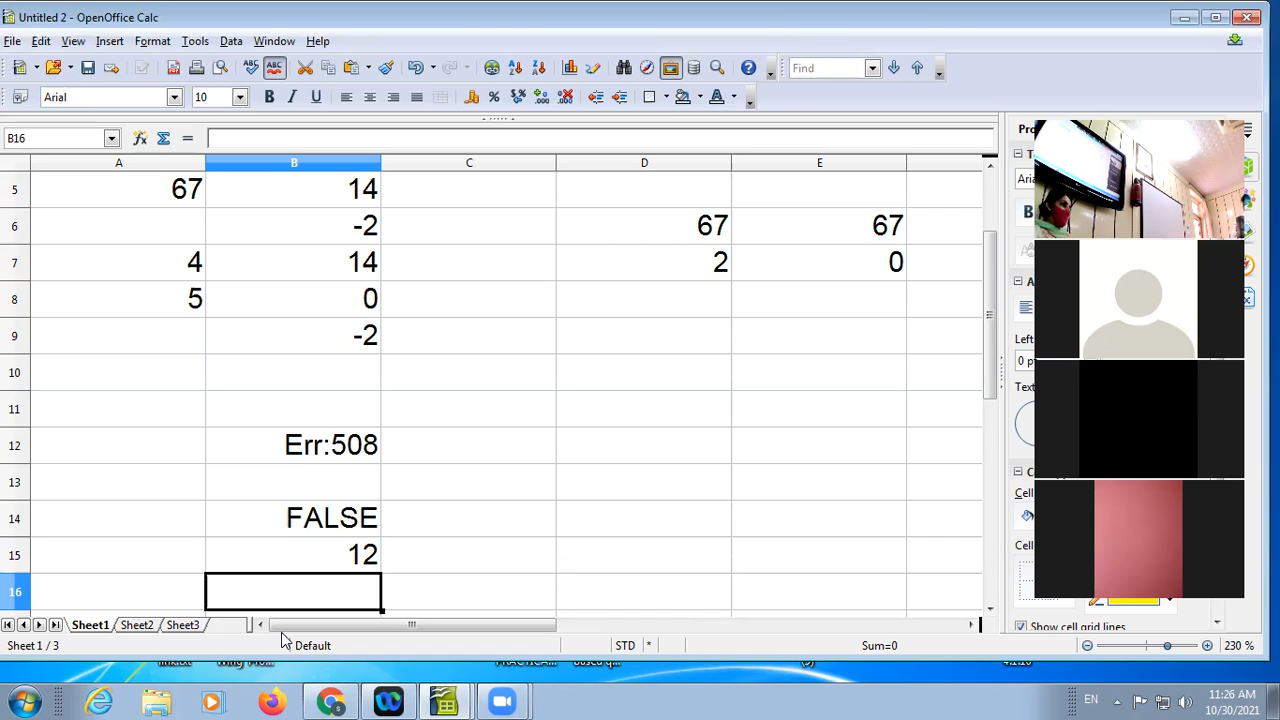 Untitled 2 - OpenOffice Calc
File Edit View Insert Format Tools Data Window Help
ABC ABC Find
Arial 10 B I U
B16
A B C D E
5 67 14
6 -2 67 67
7 4 14 2 0
8 5 0
9 -2
10
11
12 Err:508
13
14 FALSE
15 12
16
Sheet1 Sheet2 Sheet3
Sheet 1 / 3 Default STD * Sum=0 230 %
Show cell grid lines
EN 11:26 AM
10/30/2021